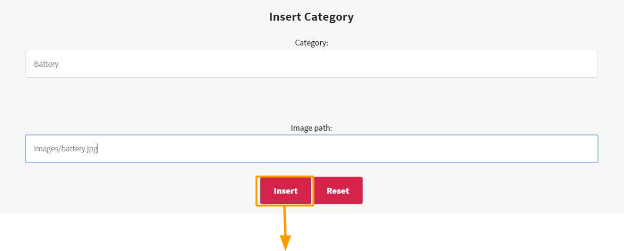 Insert Category
Category:
Battery
Image path:
images/battery.jpg
Insert Reset